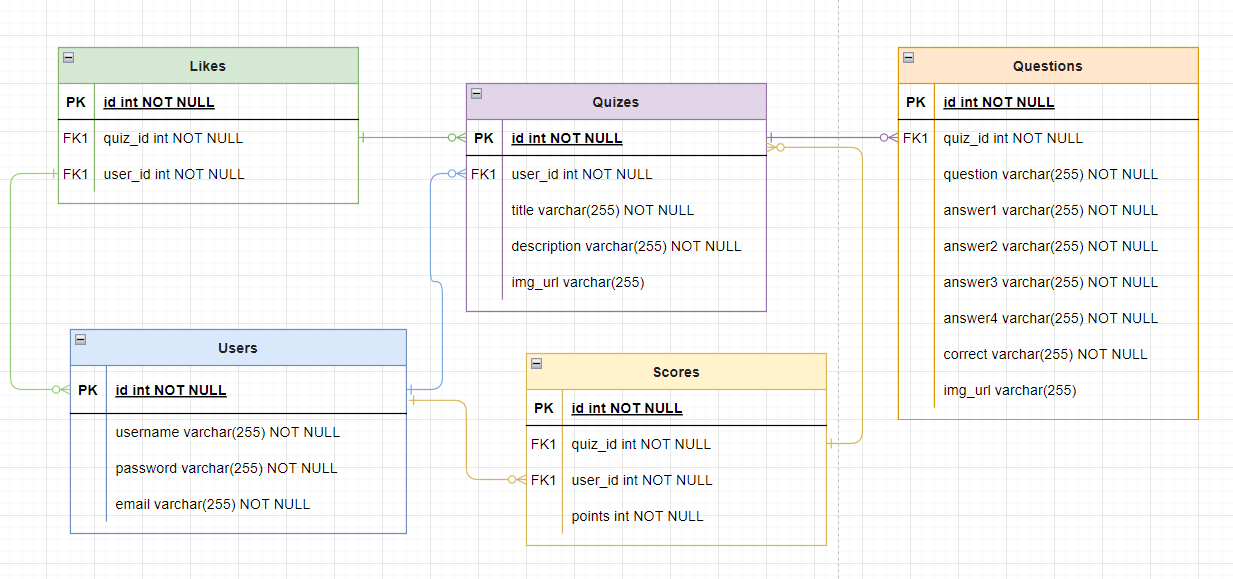 Likes
PK id int NOT NULL
FK1 quiz_id int NOT NULL
FK1 user_id int NOT NULL
Quizes
PK id int NOT NULL
FK1 user_id int NOT NULL
title varchar(255) NOT NULL
description varchar(255) NOT NULL
img_url varchar(255)
Questions
PK id int NOT NULL
FK1 quiz_id int NOT NULL
question varchar(255) NOT NULL
answer1 varchar(255) NOT NULL
answer2 varchar(255) NOT NULL
answer3 varchar(255) NOT NULL
answer4 varchar(255) NOT NULL
correct varchar(255) NOT NULL
img_url varchar(255)
Users
PK id int NOT NULL
username varchar(255) NOT NULL
password varchar(255) NOT NULL
email varchar(255) NOT NULL
Scores
PK id int NOT NULL
FK1 quiz_id int NOT NULL
FK1 user_id int NOT NULL
points int NOT NULL